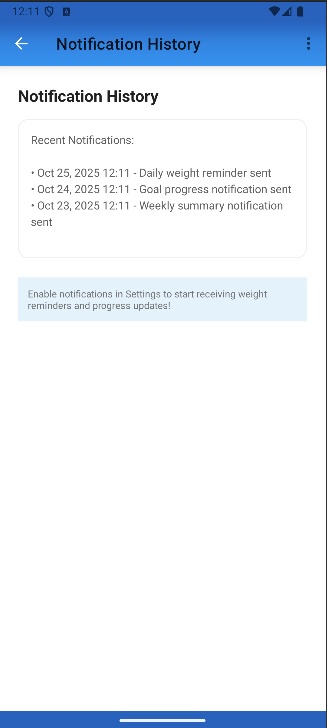 12:11
Notification History
Notification History
Recent Notifications:
• Oct 25, 2025 12:11 - Daily weight reminder sent
• Oct 24, 2025 12:11 - Goal progress notification sent
• Oct 23, 2025 12:11 - Weekly summary notification
sent
Enable notifications in Settings to start receiving weight
reminders and progress updates!